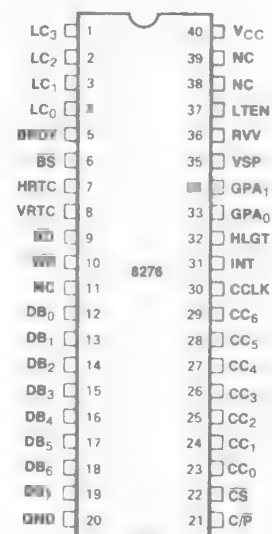 LC3 1
LC2 2
LC1 3
LC0
5
BS 6
HRTC 7
VRTC 8
9
10
11
DB0 12
DB1 13
DB2 14
DB3 15
DB4 16
DB5 17
DB6 18
19
GND 20
8276
40 VCC
39 NC
38 NC
37 LTEN
36 RVV
35 VSP
GPA1
33 GPA0
32 HLGT
31 INT
30 CCLK
29 CC6
28 CC5
27 CC4
26 CC3
25 CC2
24 CC1
23 CC0
22 CS
21 C/P